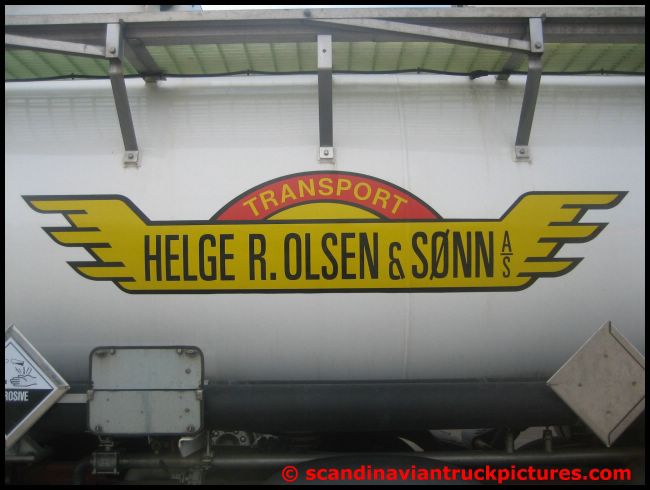 TRANSPORT
HELGE R. OLSEN & SØNN A/S
ROSIVE
© scandinaviantruckpictures.com